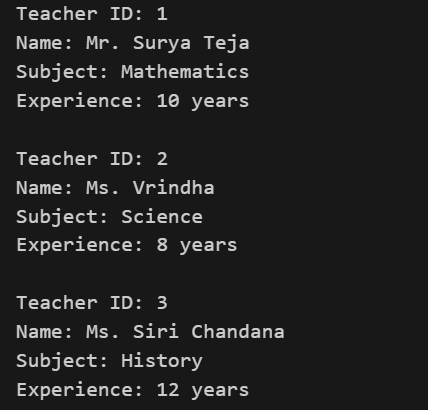 Teacher ID: 1
Name: Mr. Surya Teja
Subject: Mathematics
Experience: 10 years
Teacher ID: 2
Name: Ms. Vrindha
Subject: Science
Experience: 8 years
Teacher ID: 3
Name: Ms. Siri Chandana
Subject: History
Experience: 12 years